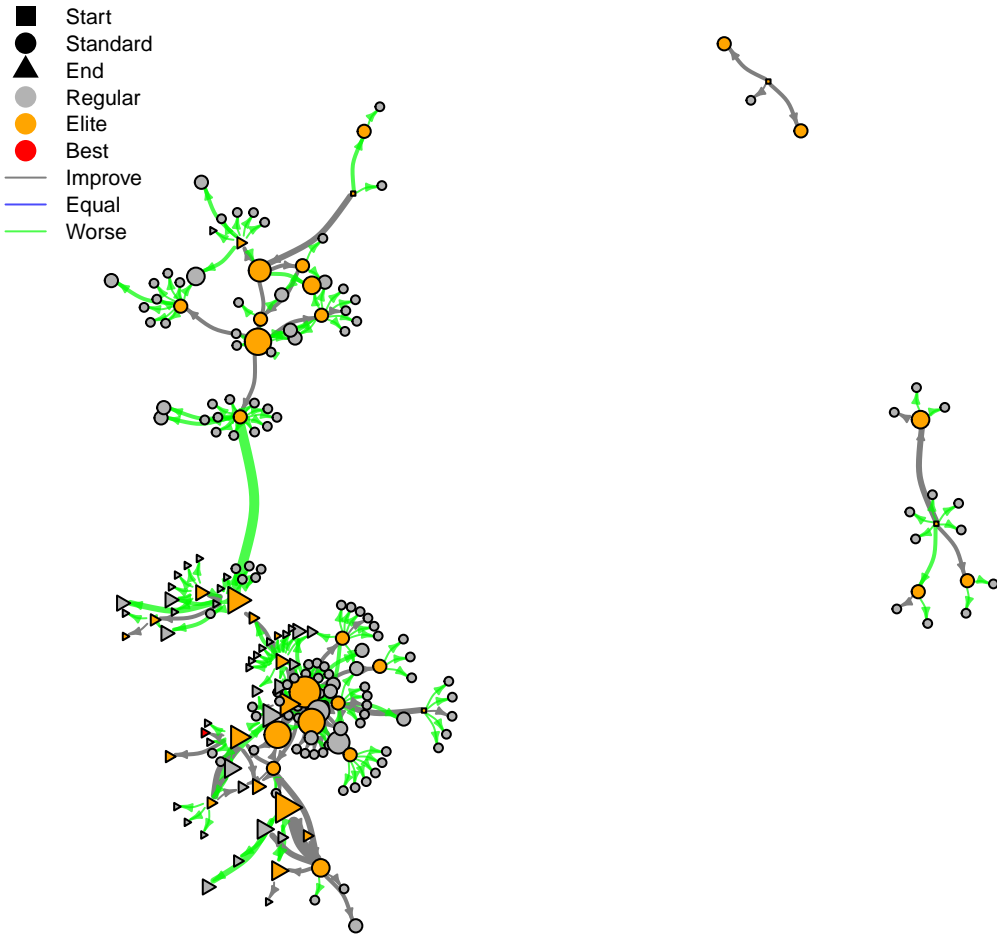 Start
Standard
End
Regular
Elite
Best
Improve
Equal
Worse